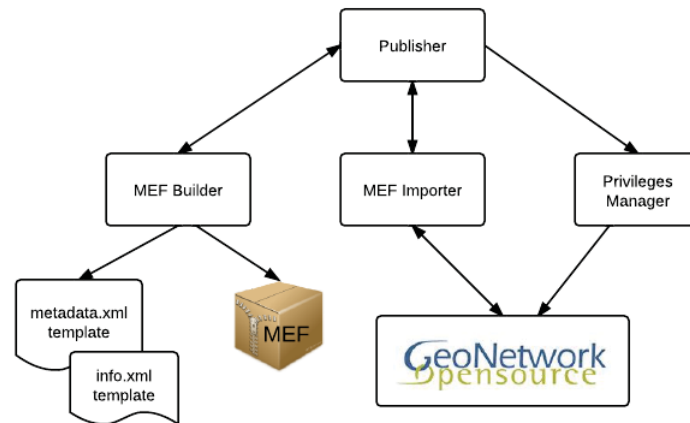 Publisher
MEF Builder
MEF Importer
Privileges
Manager
metadata.xml
template
info.xml
template
MEF
GeoNetwork
Opensource